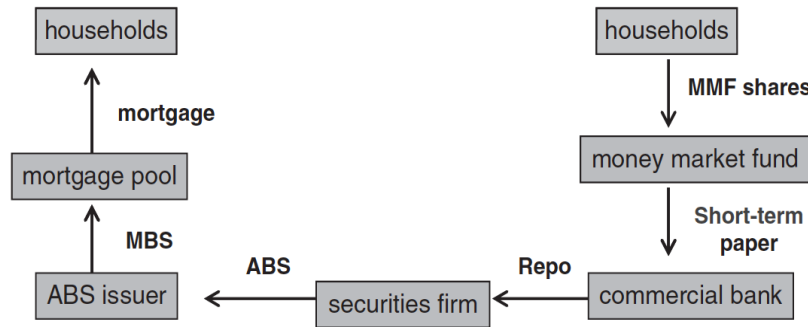 households
households
MMF shares
mortgage
money market fund
mortgage pool
Short-term
paper
MBS
ABS
Repo
ABS issuer
securities firm
commercial bank